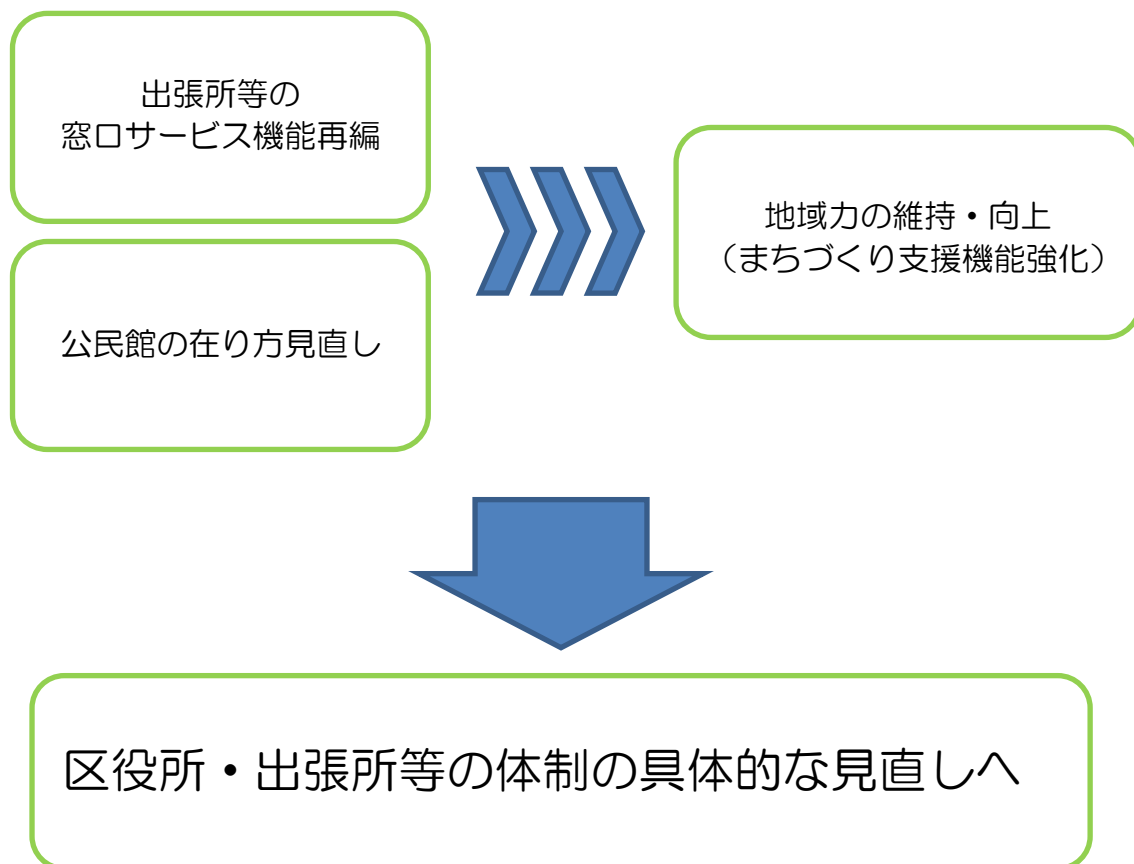 出張所等の
窓口サービス機能再編
公民館の在り方見直し
地域力の維持・向上
（まちづくり支援機能強化）
区役所・出張所等の体制の具体的な見直しへ